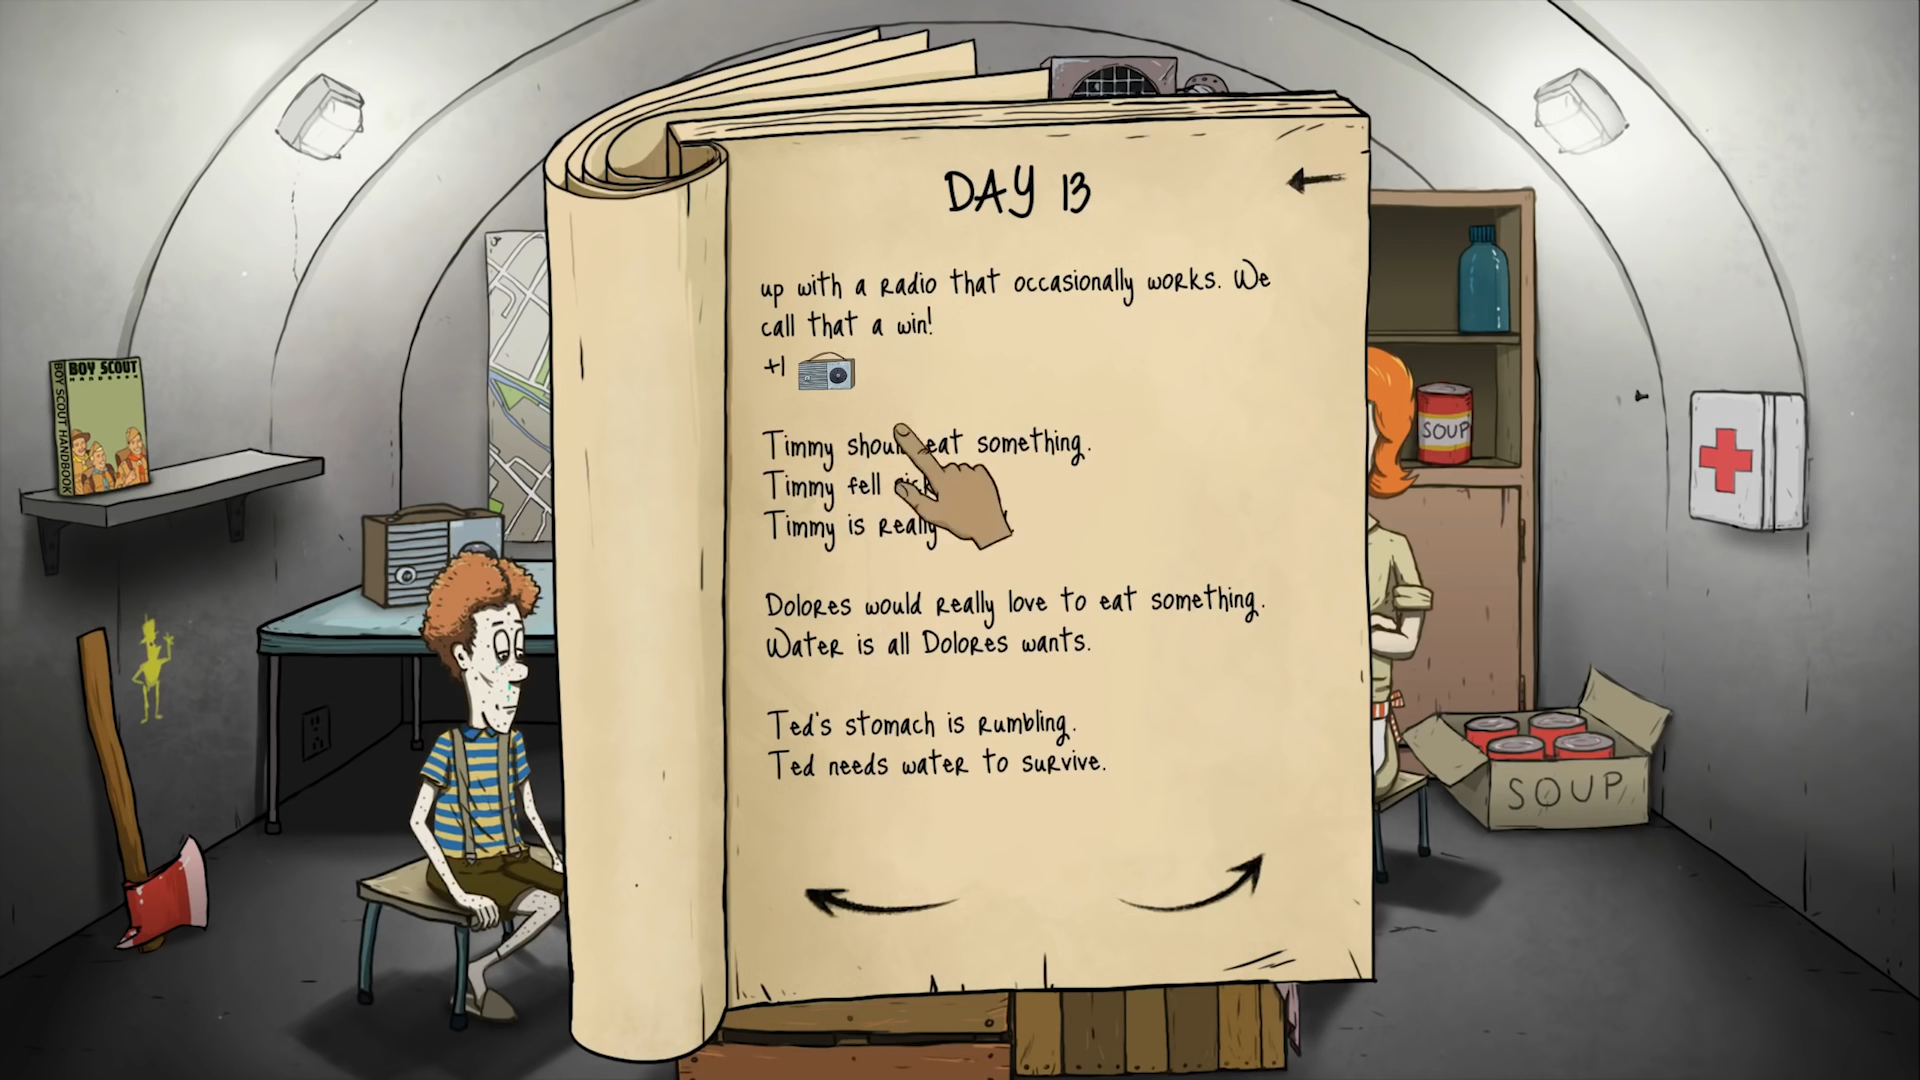 DAY 13
up with a radio that occasionally works. We
call that a win!
+1
Timmy eat something.
Timmy fell
Timmy is really
Dolores would really love to eat something.
Water is all Dolores wants.
Ted's stomach is rumbling.
Ted needs water to survive.
BOY SCOUT
HANDBOOK
BOY SCOUT HANDBOOK
SOUP
SOUP